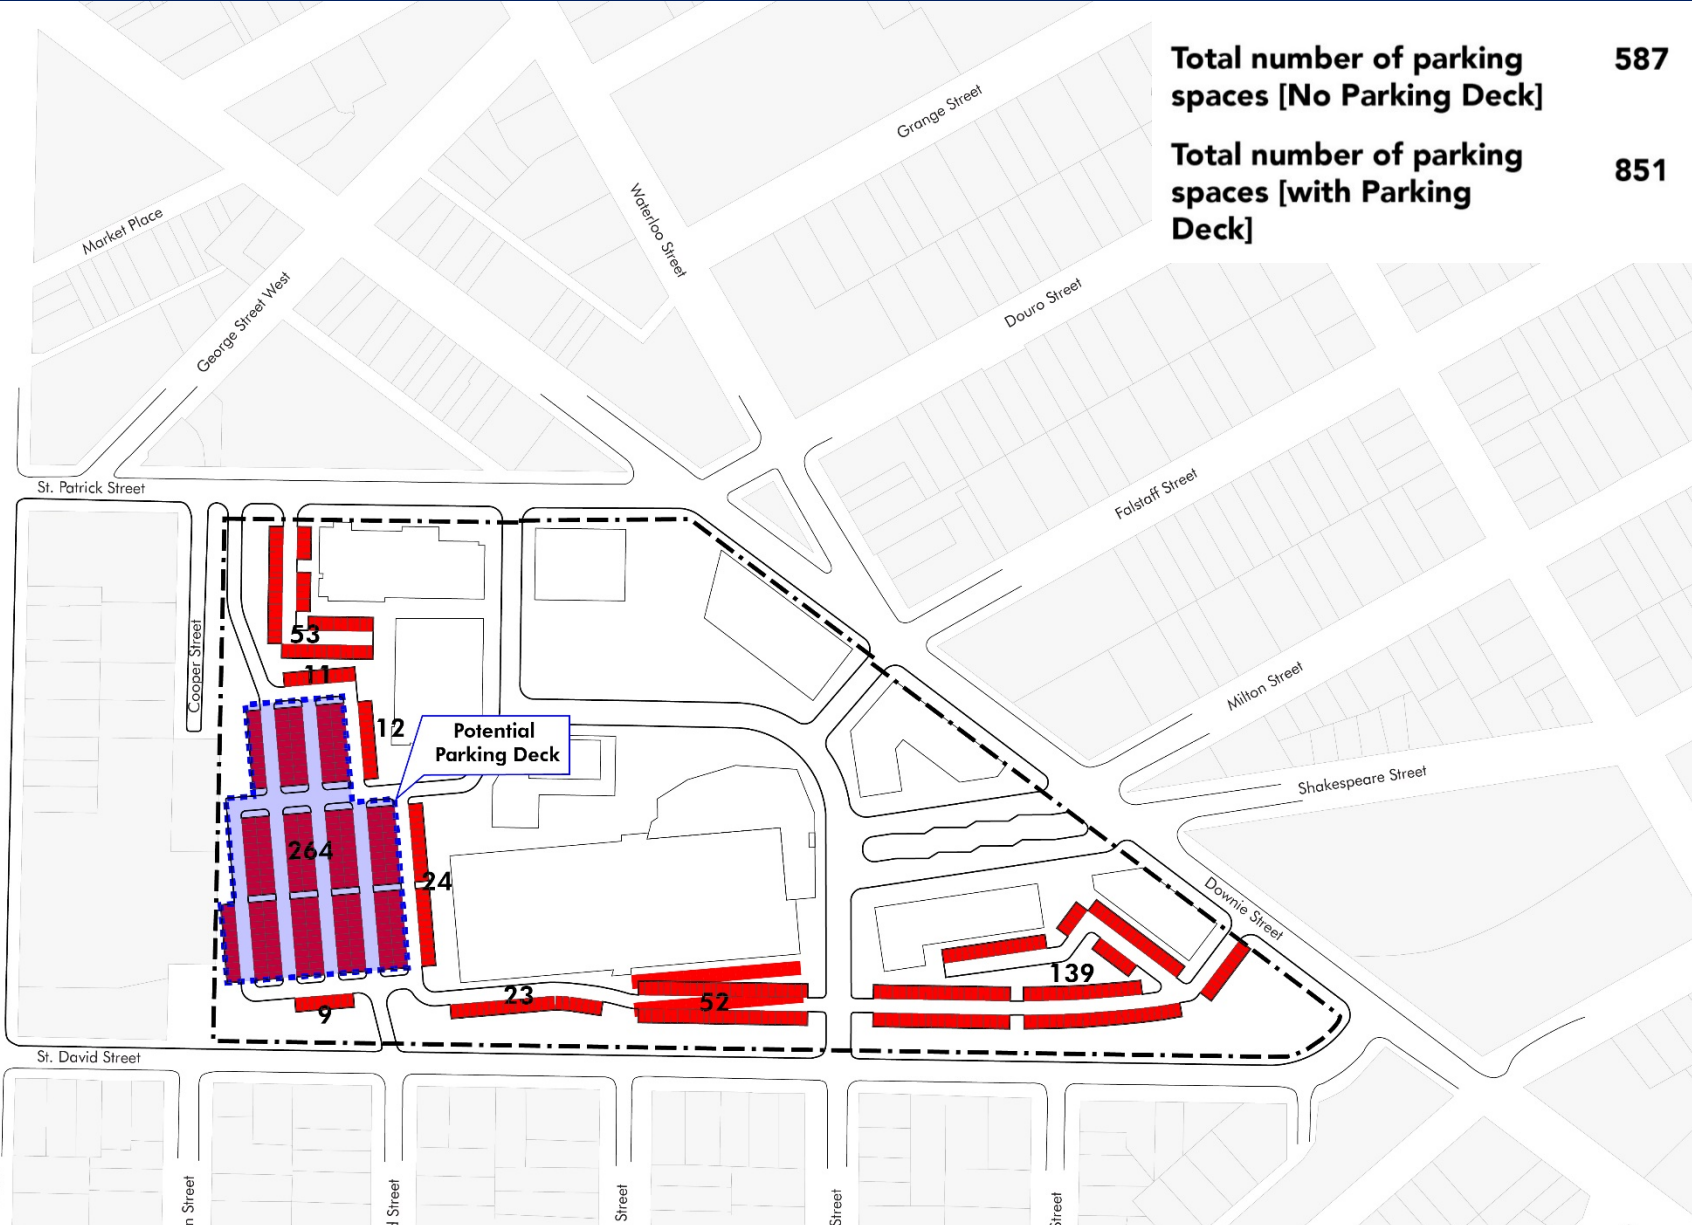 Total number of parking 587
spaces [No Parking Deck]
Total number of parking
spaces [with Parking 851
Deck]
Grange Street
Waterloo Street
Market Place
George Street West
Douro Street
Falstaff Street
St. Patrick Street
Cooper Street
53
11
12
Potential
Parking Deck
Milton Street
Shakespeare Street
264
24
Downie Street
139
23
52
9
St. David Street
Street
Street
Street
Street
Street